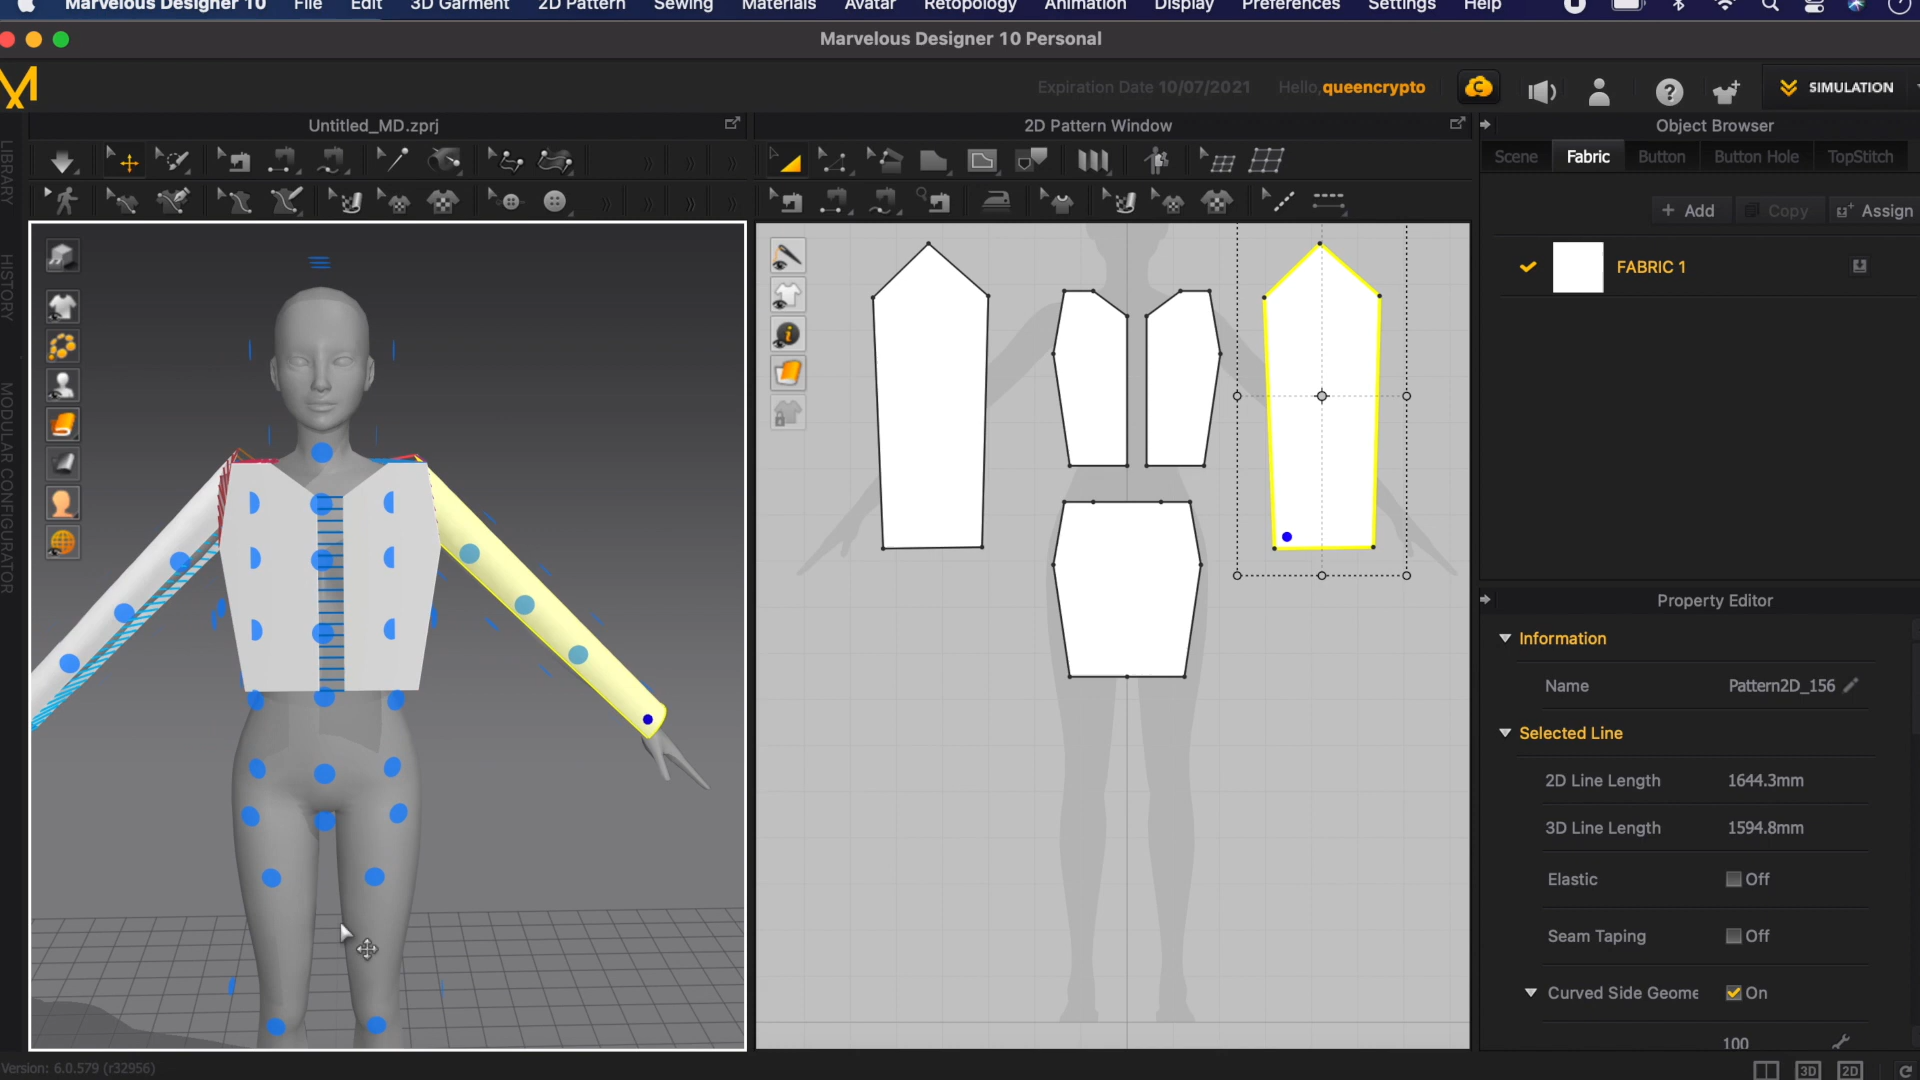 Marvelous Designer 10 File Edit 3D Garment 2D Pattern Sewing Materials Avatar Retopology Animation Display Preferences Settings Help
Marvelous Designer 10 Personal
Expiration Date 10/07/2021 Hello,queencrypto SIMULATION
Untitled_MD.zprj
2D Pattern Window
Object Browser
LIBRARY
HISTORY
MODULAR CONFIGURATOR
Scene Fabric Button Button Hole TopStitch
+ Add Copy Assign
FABRIC 1
Property Editor
Information
Name Pattern2D_156
Selected Line
2D Line Length 1644.3mm
3D Line Length 1594.8mm
Elastic Off
Seam Taping Off
Curved Side Geome On
100
Version: 6.0.579 (r32956)
3D 2D